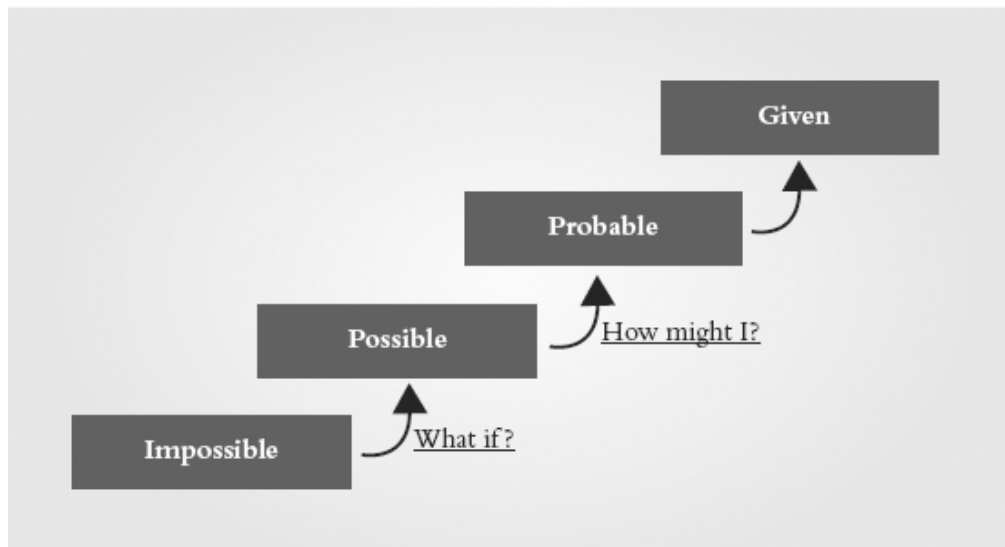 Given
Probable
How might I?
Possible
What if?
Impossible